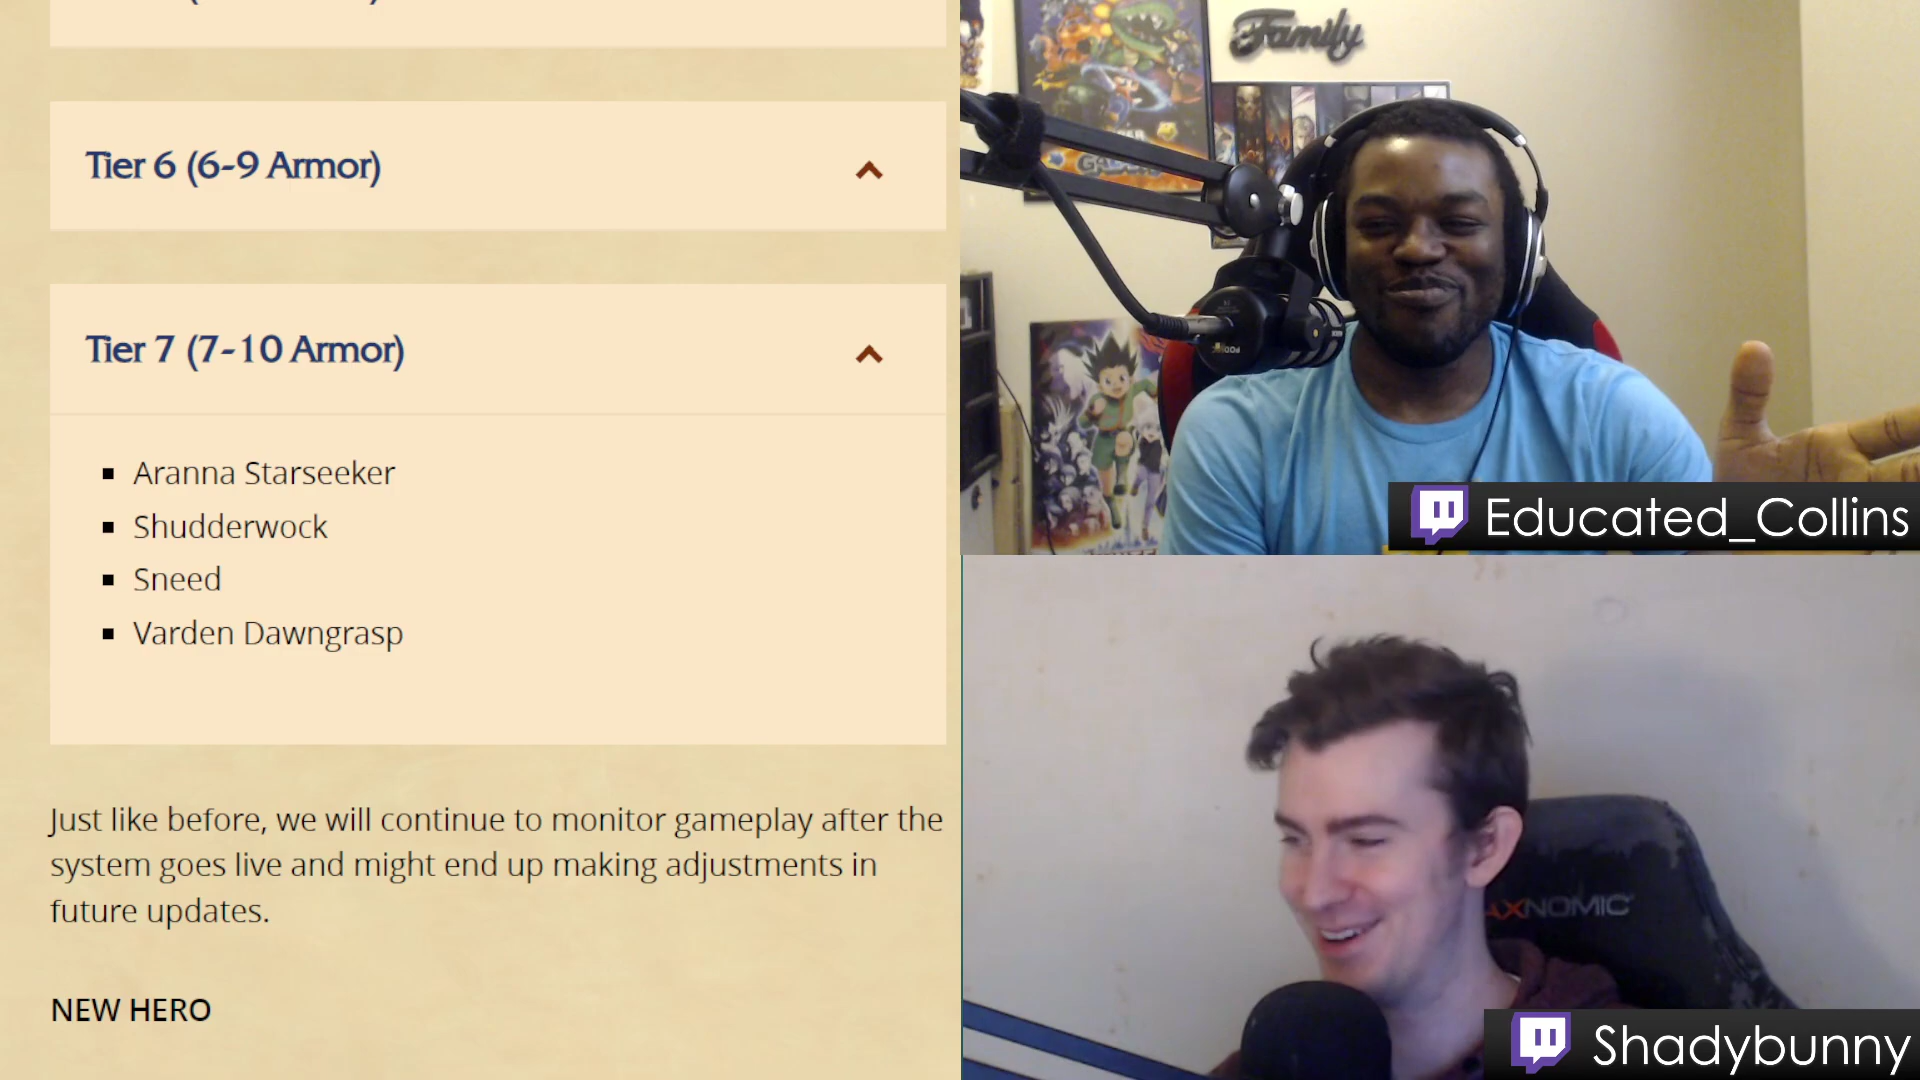 Tier 6 (6-9 Armor)
Tier 7 (7-10 Armor)
Aranna Starseeker
Shudderwock
Sneed
Varden Dawngrasp
Just like before, we will continue to monitor gameplay after the
system goes live and might end up making adjustments in
future updates.
NEW HERO
Family
Educated_Collins
AXNOMIC
Shadybunny